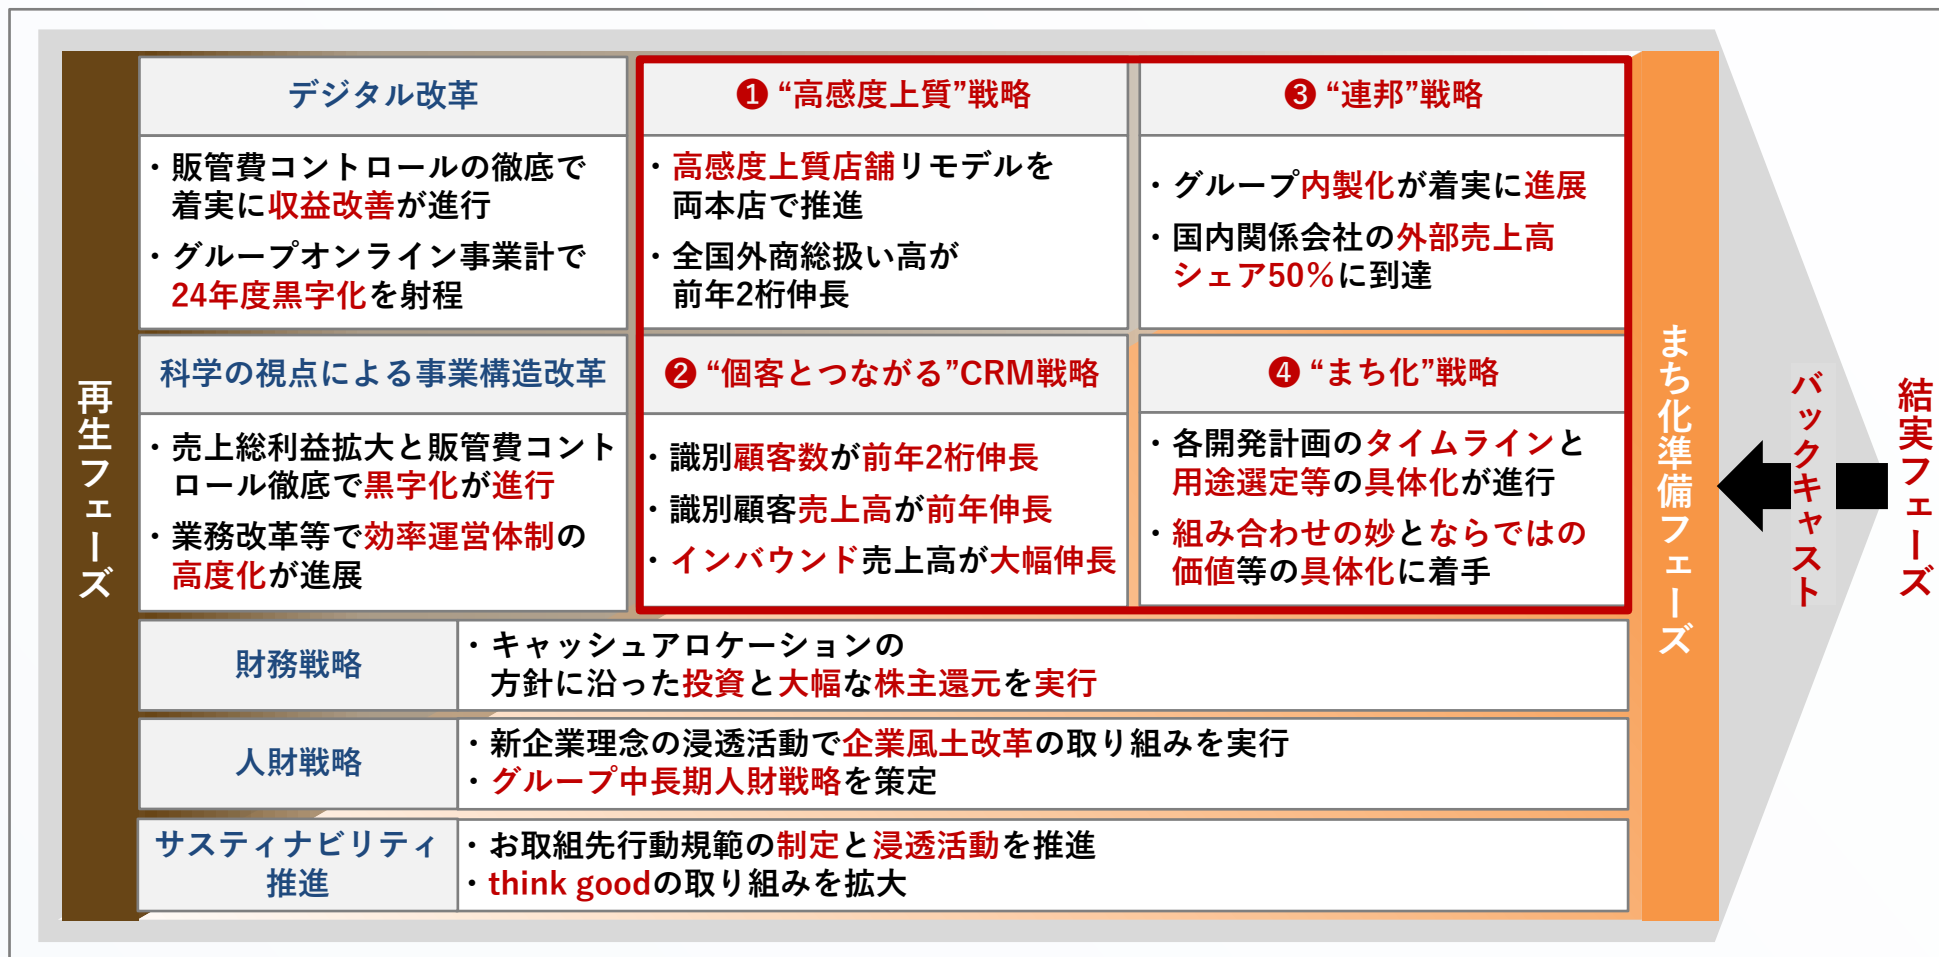 再生フェーズ
デジタル改革
・販管費コントロールの徹底で
着実に収益改善が進行
・グループオンライン事業計で
24年度黒字化を射程
❶ “高感度上質”戦略
・高感度上質店舗リモデルを
両本店で推進
・全国外商総扱い高が
前年2桁伸長
❸ “連邦”戦略
・グループ内製化が着実に進展
・国内関係会社の外部売上高
シェア50%に到達
科学の視点による事業構造改革
・売上総利益拡大と販管費コント
ロール徹底で黒字化が進行
・業務改革等で効率運営体制の
高度化が進展
❷ “個客とつながる”CRM戦略
・識別顧客数が前年2桁伸長
・識別顧客売上高が前年伸長
・インバウンド売上高が大幅伸長
❹ “まち化”戦略
・各開発計画のタイムラインと
用途選定等の具体化が進行
・組み合わせの妙とならではの
価値等の具体化に着手
財務戦略
・キャッシュアロケーションの
方針に沿った投資と大幅な株主還元を実行
人財戦略
・新企業理念の浸透活動で企業風土改革の取り組みを実行
・グループ中長期人財戦略を策定
サスティナビリティ
推進
・お取組先行動規範の制定と浸透活動を推進
・think goodの取り組みを拡大
まち化準備フェーズ
バックキャスト
結実フェーズ